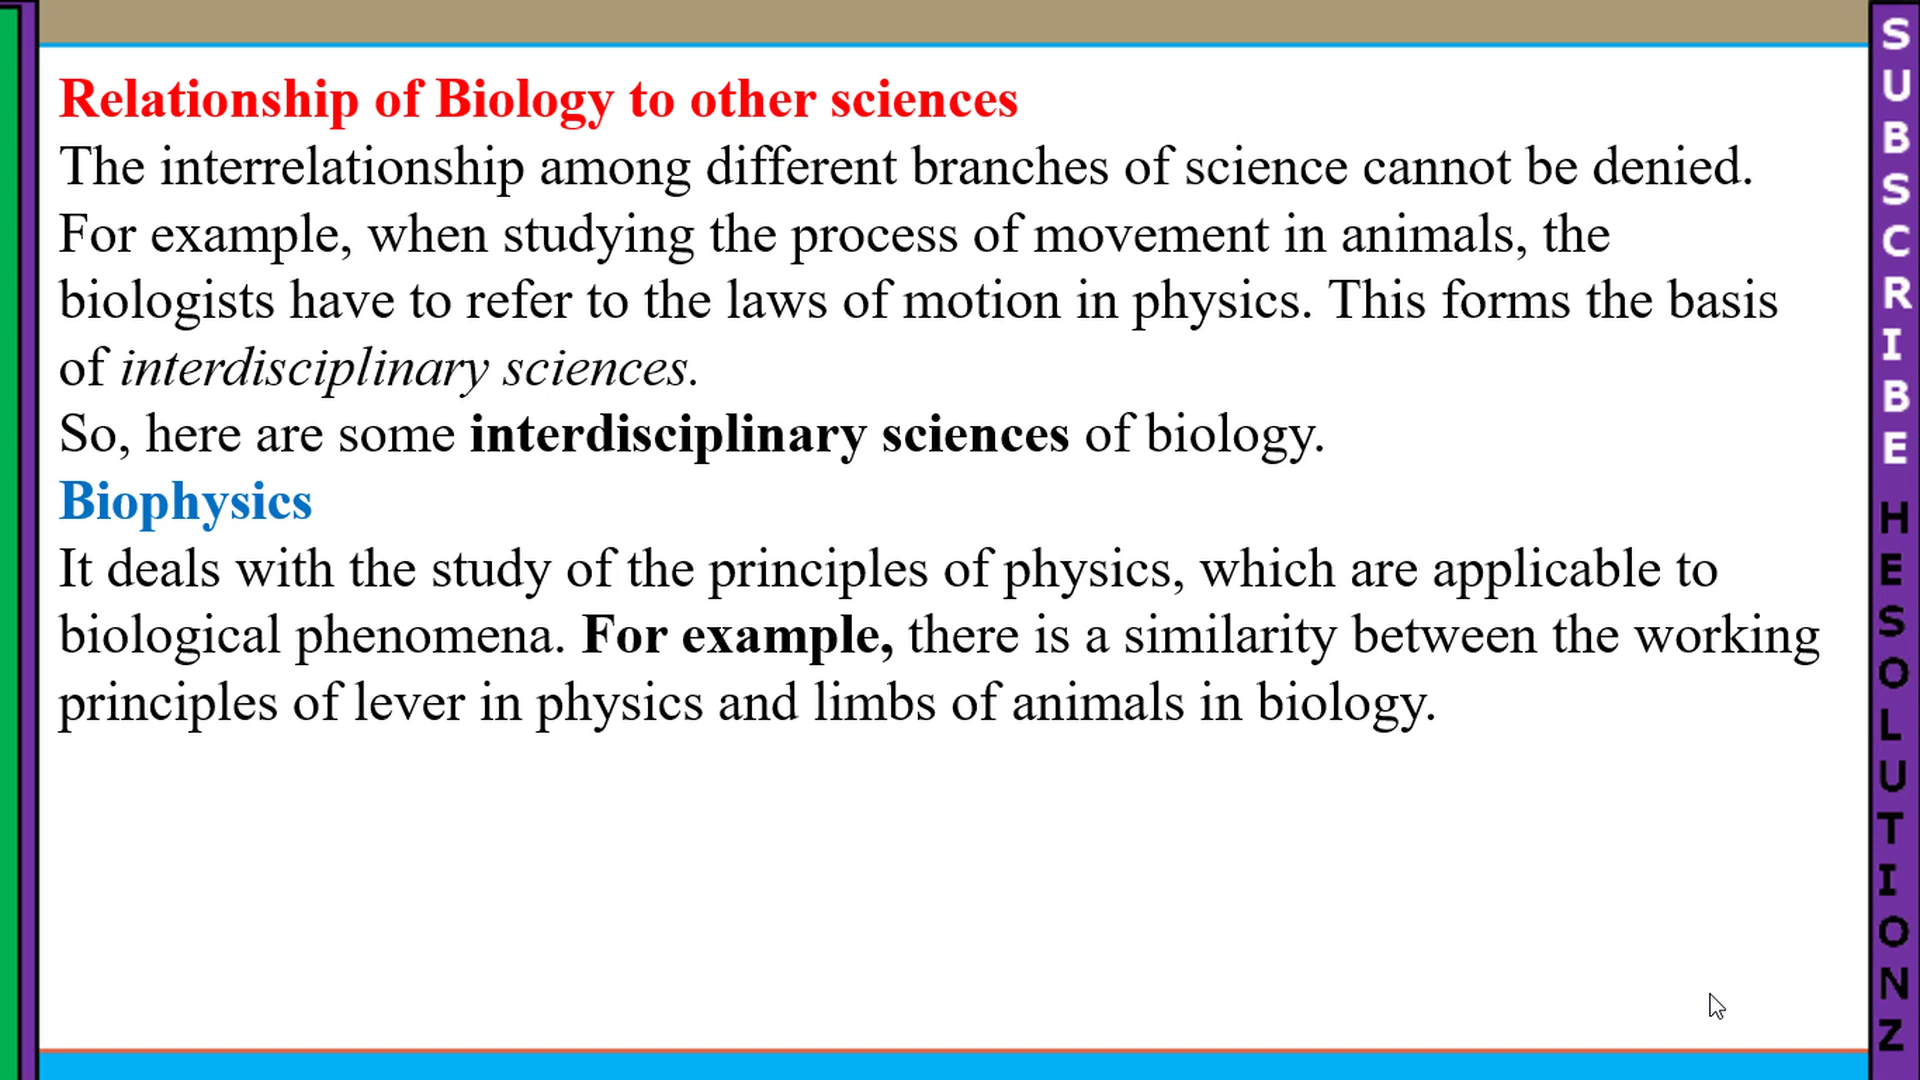 Relationship of Biology to other sciences
The interrelationship among different branches of science cannot be denied.
For example, when studying the process of movement in animals, the
biologists have to refer to the laws of motion in physics. This forms the basis
of interdisciplinary sciences.
So, here are some interdisciplinary sciences of biology.
Biophysics
It deals with the study of the principles of physics, which are applicable to
biological phenomena. For example, there is a similarity between the working
principles of lever in physics and limbs of animals in biology.
SUBSCRIBE HESOLUTIONZ